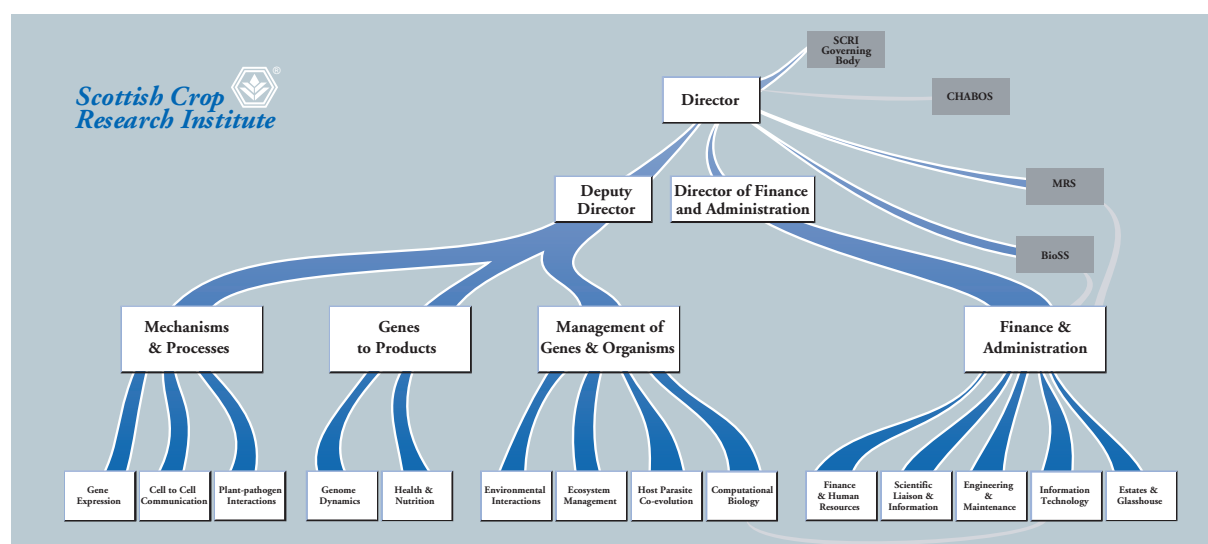 SCRI
Governing
Body
Scottish Crop
Research Institute
®
Director
CHABOS
Deputy
Director
Director of Finance
and Administration
MRS
BioSS
Mechanisms
& Processes
Genes
to Products
Management of
Genes & Organisms
Finance &
Administration
Gene
Expression
Cell to Cell
Communication
Plant-pathogen
Interactions
Genome
Dynamics
Health &
Nutrition
Environmental
Interactions
Ecosystem
Management
Host Parasite
Co-evolution
Computational
Biology
Finance
& Human
Resources
Scientific
Liaison &
Information
Engineering
&
Maintenance
Information
Technology
Estates &
Glasshouse